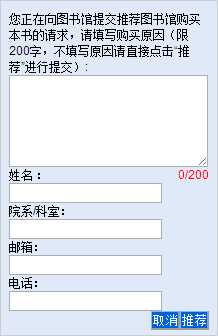 您正在向图书馆提交推荐图书馆购买
本书的请求，请填写购买原因（限
200字，不填写原因请直接点击"推
荐"进行提交）:
姓名： 0/200
院系/科室：
邮箱：
电话：
取消 推荐